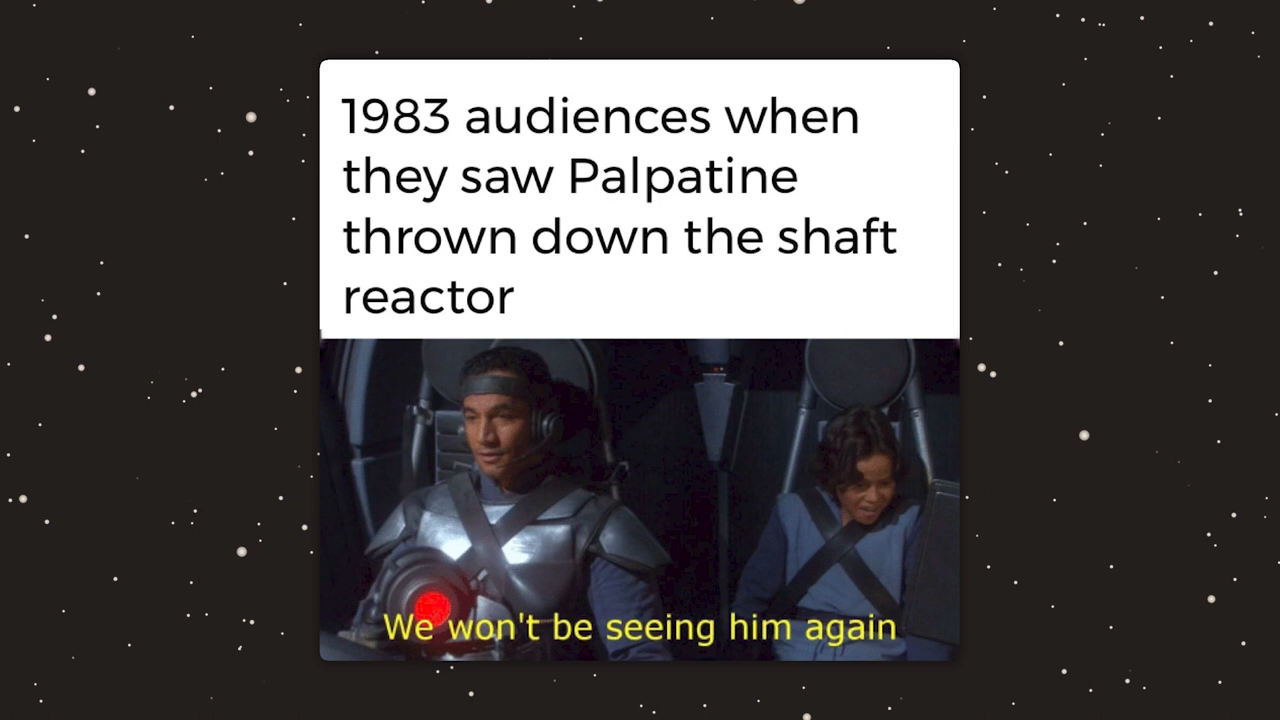 1983 audiences when
they saw Palpatine
thrown down the shaft
reactor
We won't be seeing him again